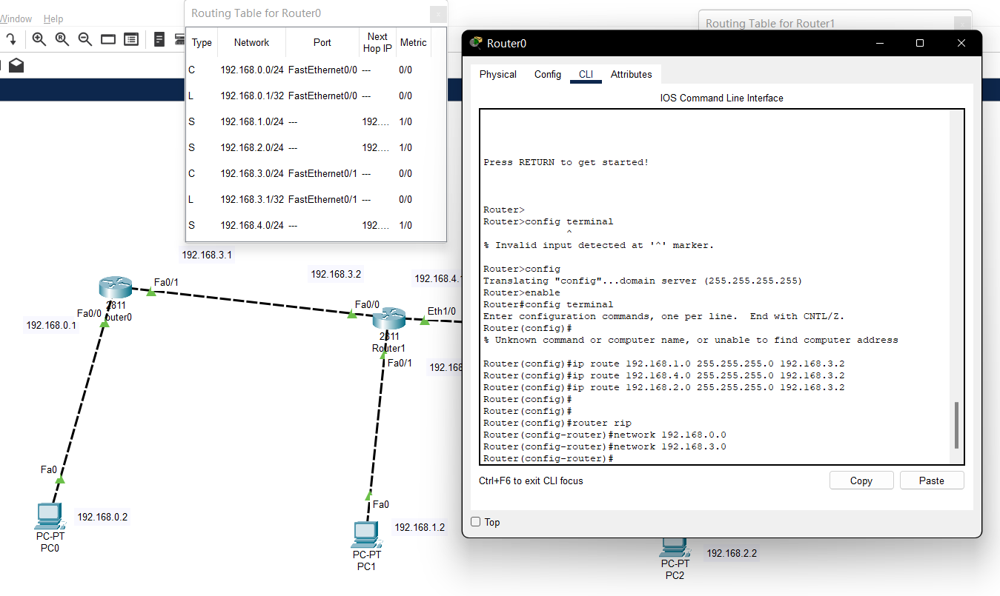 Window Help
Routing Table for Router0
Type Network Port Next Hop IP Metric
C 192.168.0.0/24 FastEthernet0/0 --- 0/0
L 192.168.0.1/32 FastEthernet0/0 --- 0/0
S 192.168.1.0/24 --- 192.... 1/0
S 192.168.2.0/24 --- 192.... 1/0
C 192.168.3.0/24 FastEthernet0/1 --- 0/0
L 192.168.3.1/32 FastEthernet0/1 --- 0/0
S 192.168.4.0/24 --- 192.... 1/0
Routing Table for Router1
192.168.3.1
192.168.3.2
192.168.4.
Fa0/1
Fa0/0
Eth1/0
2811
outer0
Fa0/0
192.168.0.1
2811
Router1
Fa0/1
192.168
Fa0
192.168.0.2
PC-PT
PC0
Fa0
192.168.1.2
PC-PT
PC1
192.168.2.2
PC-PT
PC2
Router0
Physical Config CLI Attributes
IOS Command Line Interface
Press RETURN to get started!
Router>
Router>config terminal
^
% Invalid input detected at '^' marker.
Router>config
Translating "config"...domain server (255.255.255.255)
Router>enable
Router#config terminal
Enter configuration commands, one per line.  End with CNTL/Z.
Router(config)#
% Unknown command or computer name, or unable to find computer address
Router(config)#ip route 192.168.1.0 255.255.255.0 192.168.3.2
Router(config)#ip route 192.168.4.0 255.255.255.0 192.168.3.2
Router(config)#ip route 192.168.2.0 255.255.255.0 192.168.3.2
Router(config)#
Router(config)#
Router(config)#router rip
Router(config-router)#network 192.168.0.0
Router(config-router)#network 192.168.3.0
Router(config-router)#
Ctrl+F6 to exit CLI focus
Copy
Paste
Top